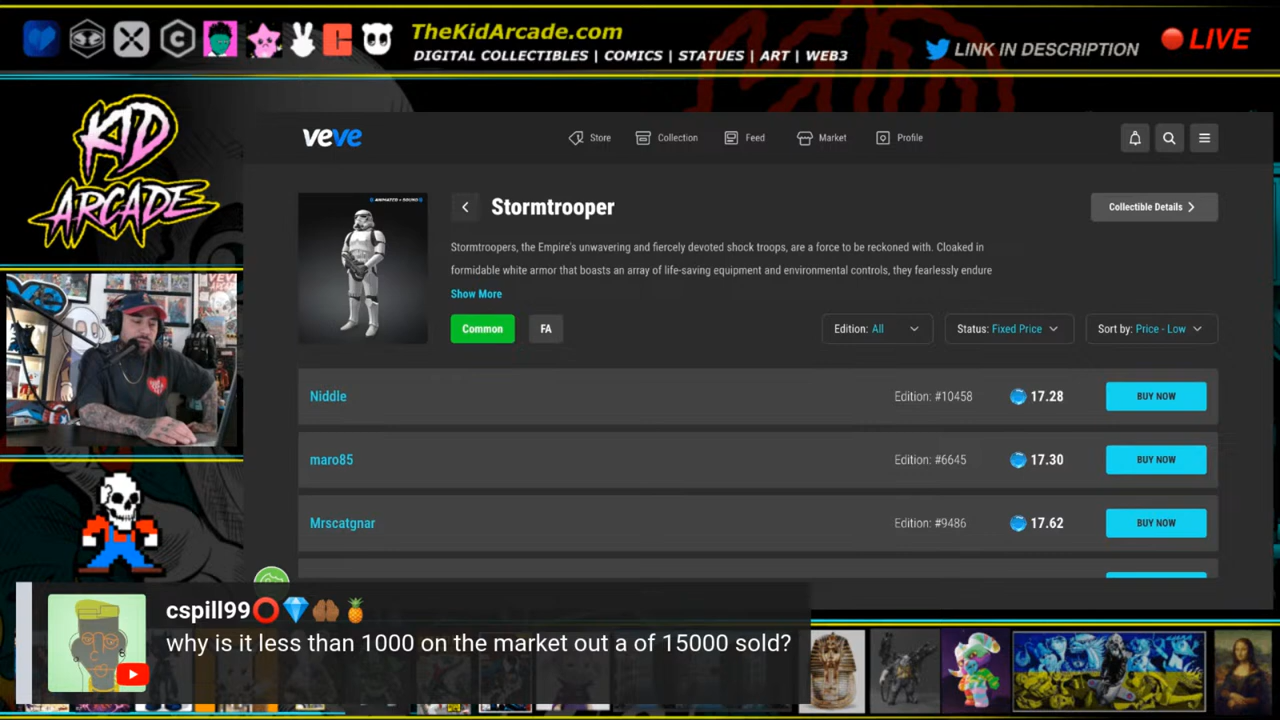 TheKidArcade.com
DIGITAL COLLECTIBLES | COMICS | STATUES | ART | WEB3
LINK IN DESCRIPTION
LIVE
KID
ARCADE
veve
Store
Collection
Feed
Market
Profile
ANIMATED + SOUND
Stormtrooper
Collectible Details
Stormtroopers, the Empire's unwavering and fiercely devoted shock troops, are a force to be reckoned with. Cloaked in
formidable white armor that boasts an array of life-saving equipment and environmental controls, they fearlessly endure
Show More
Common
FA
Edition: All
Status: Fixed Price
Sort by: Price - Low
Niddle
Edition: #10458
17.28
BUY NOW
maro85
Edition: #6645
17.30
BUY NOW
Mrscatgnar
Edition: #9486
17.62
BUY NOW
cspill99⭕💎🤲🏾🍍
why is it less than 1000 on the market out a of 15000 sold?